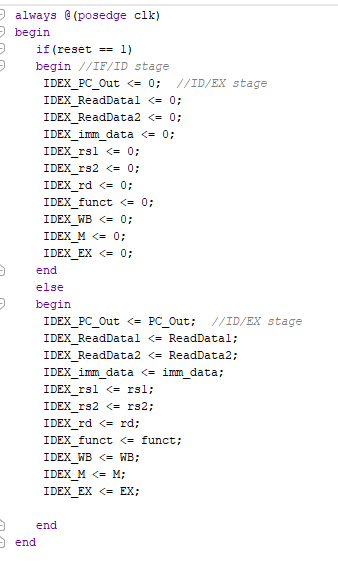 always @(posedge clk)
begin
if(reset == 1)
begin //IF/ID stage
IDEX_PC_Out <= 0; //ID/EX stage
IDEX_ReadData1 <= 0;
IDEX_ReadData2 <= 0;
IDEX_imm_data <= 0;
IDEX_rs1 <= 0;
IDEX_rs2 <= 0;
IDEX_rd <= 0;
IDEX_funct <= 0;
IDEX_WB <= 0;
IDEX_M <= 0;
IDEX_EX <= 0;
end
else
begin
IDEX_PC_Out <= PC_Out; //ID/EX stage
IDEX_ReadData1 <= ReadData1;
IDEX_ReadData2 <= ReadData2;
IDEX_imm_data <= imm_data;
IDEX_rs1 <= rs1;
IDEX_rs2 <= rs2;
IDEX_rd <= rd;
IDEX_funct <= funct;
IDEX_WB <= WB;
IDEX_M <= M;
IDEX_EX <= EX;
end
end